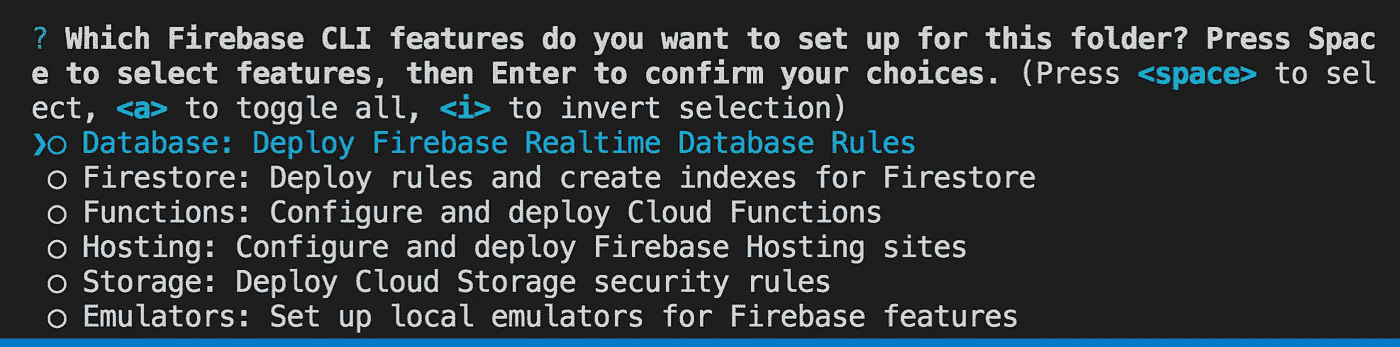 ? Which Firebase CLI features do you want to set up for this folder? Press Spac
e to select features, then Enter to confirm your choices. (Press <space> to sel
ect, <a> to toggle all, <i> to invert selection)
❯◯ Database: Deploy Firebase Realtime Database Rules
◯ Firestore: Deploy rules and create indexes for Firestore
◯ Functions: Configure and deploy Cloud Functions
◯ Hosting: Configure and deploy Firebase Hosting sites
◯ Storage: Deploy Cloud Storage security rules
◯ Emulators: Set up local emulators for Firebase features